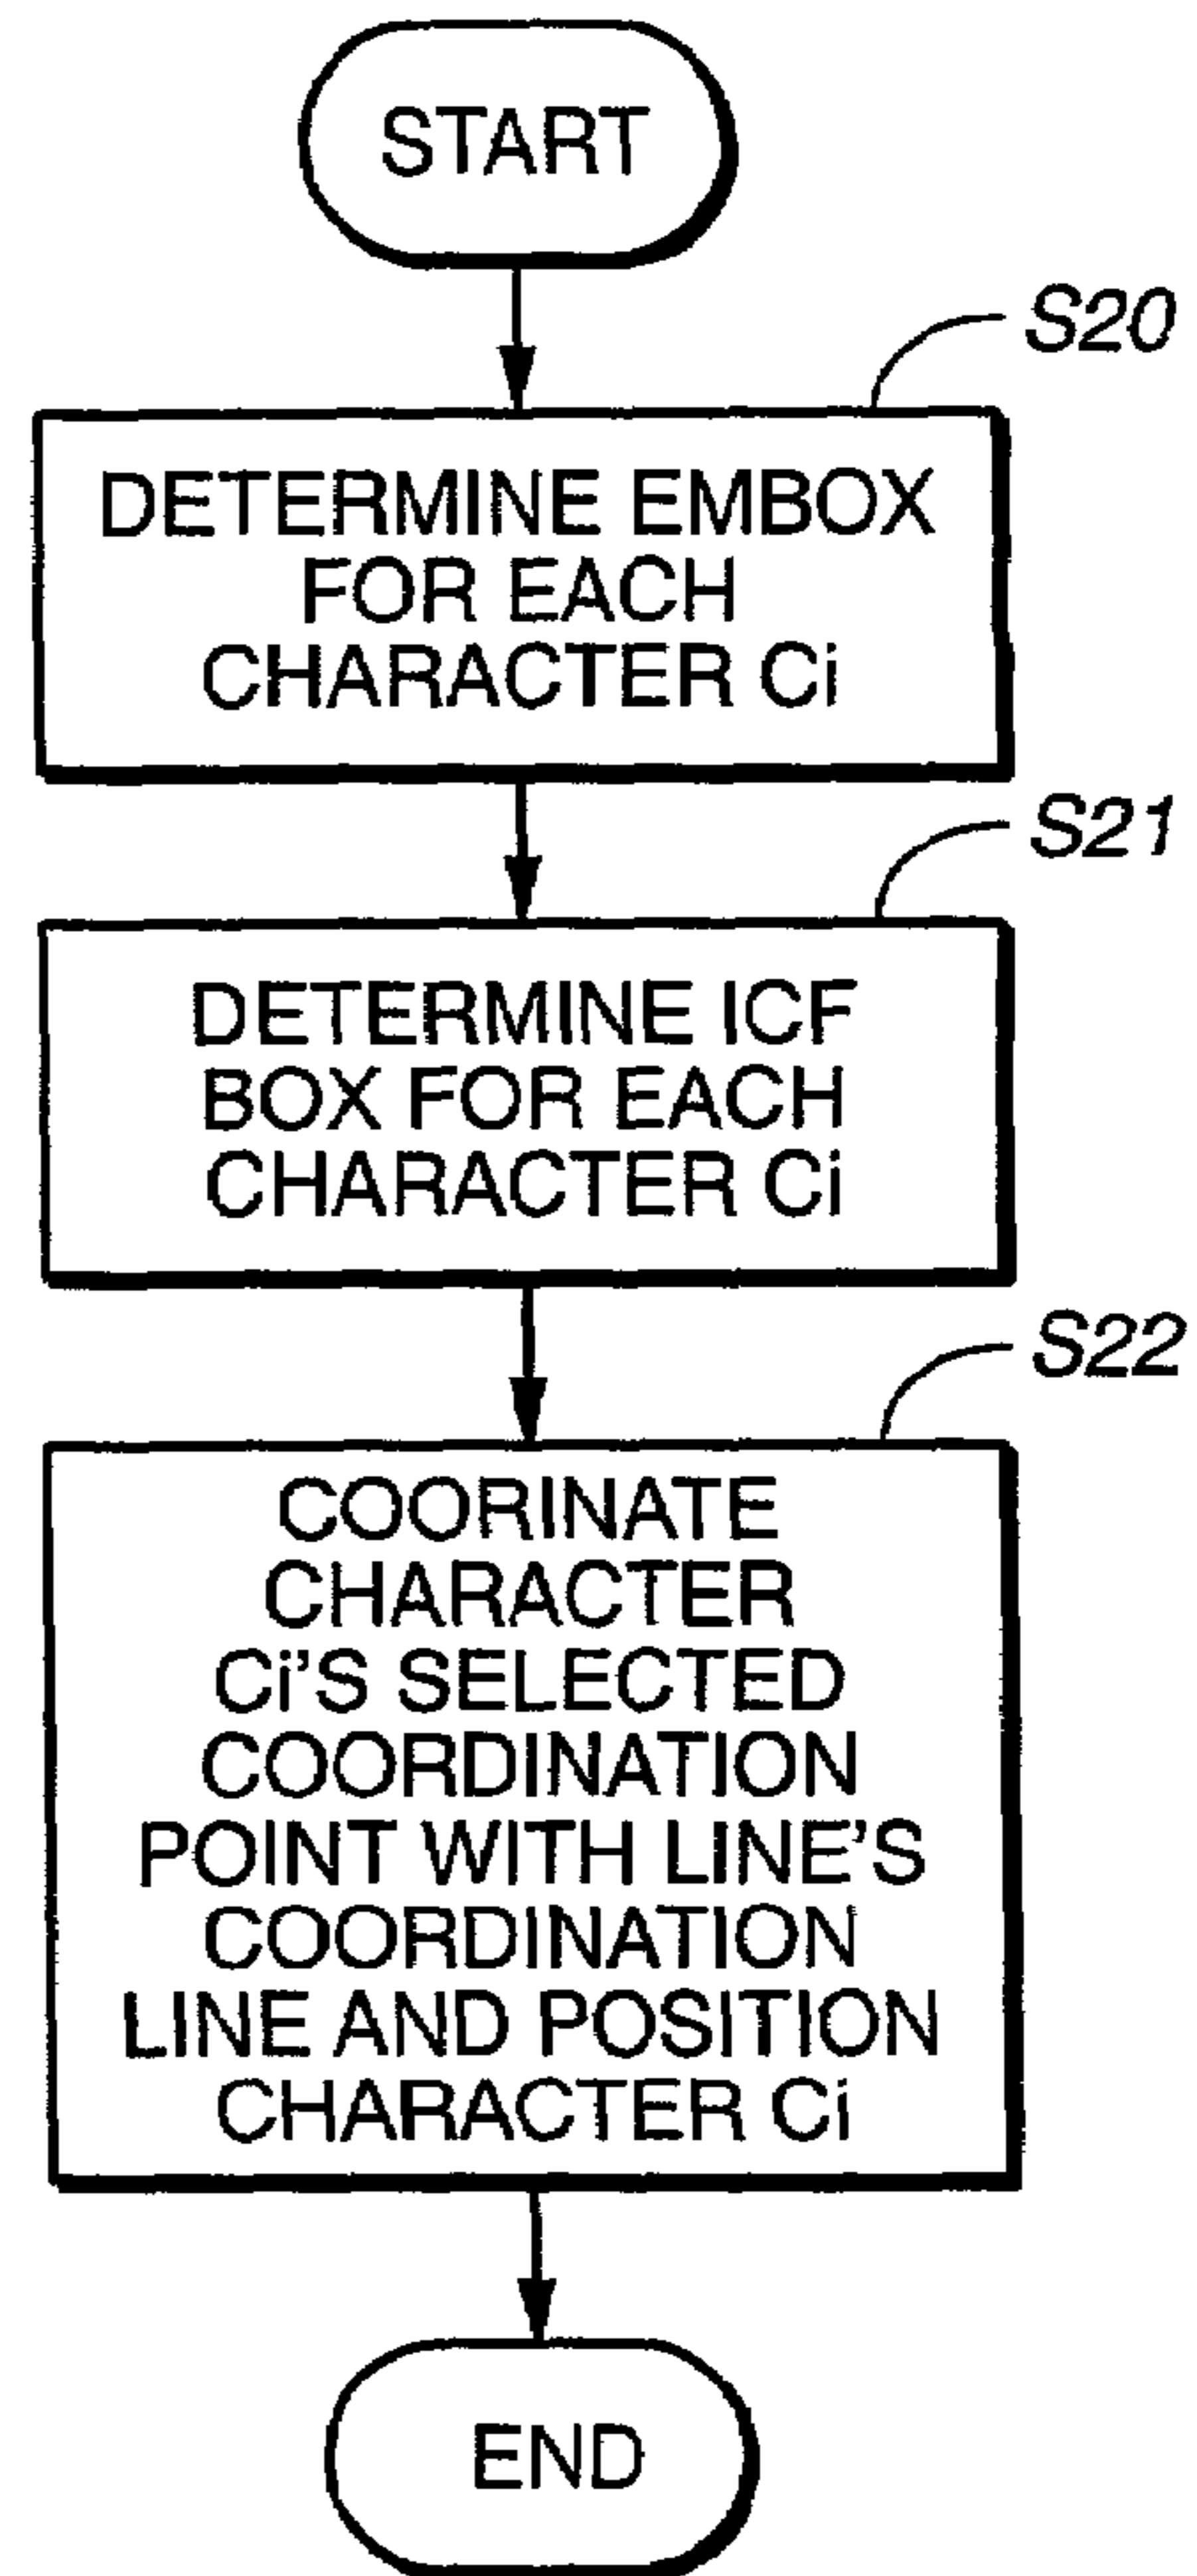 START
S20
DETERMINE EMBOX
FOR EACH
CHARACTER Ci
S21
DETERMINE ICF
BOX FOR EACH
CHARACTER Ci
S22
COORINATE
CHARACTER
Ci'S SELECTED
COORDINATION
POINT WITH LINE'S
COORDINATION
LINE AND POSITION
CHARACTER Ci
END